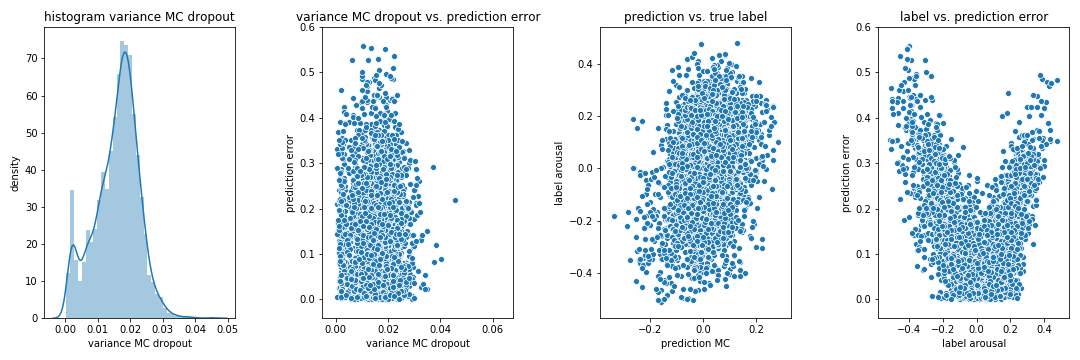 histogram variance MC dropout
70
60
50
40
30
20
10
0
density
0.00 0.01 0.02 0.03 0.04 0.05
variance MC dropout
variance MC dropout vs. prediction error
0.6
0.5
0.4
0.3
0.2
0.1
0.0
prediction error
0.00 0.02 0.04 0.06
variance MC dropout
prediction vs. true label
0.4
0.2
0.0
−0.2
−0.4
label arousal
−0.2 0.0 0.2
prediction MC
label vs. prediction error
0.6
0.5
0.4
0.3
0.2
0.1
0.0
prediction error
−0.4 −0.2 0.0 0.2 0.4
label arousal